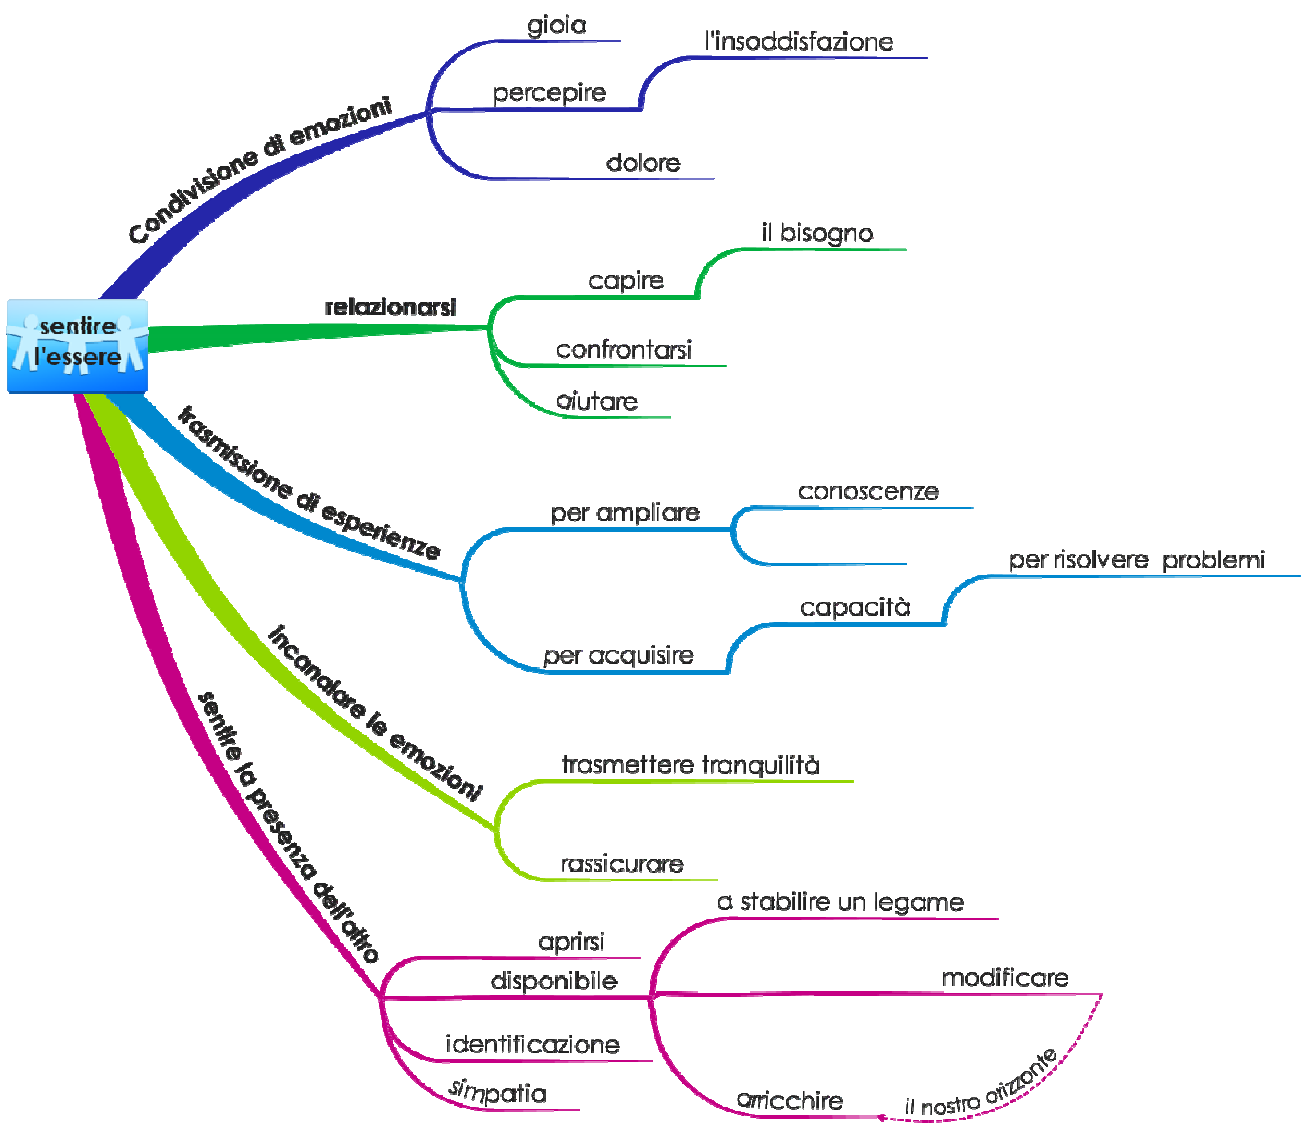 gioia
l'insoddisfazione
percepire
dolore
Condivisione di emozioni
il bisogno
capire
relazionarsi
confrontarsi
aiutare
sentire
l'essere
trasmissione di esperienze
conoscenze
per ampliare
per risolvere problemi
capacità
per acquisire
incanalare le emozioni
trasmettere tranquilità
rassicurare
sentire la presenza dell'altro
a stabilire un legame
aprirsi
disponibile
modificare
identificazione
simpatia
arricchire
il nostro orizzonte